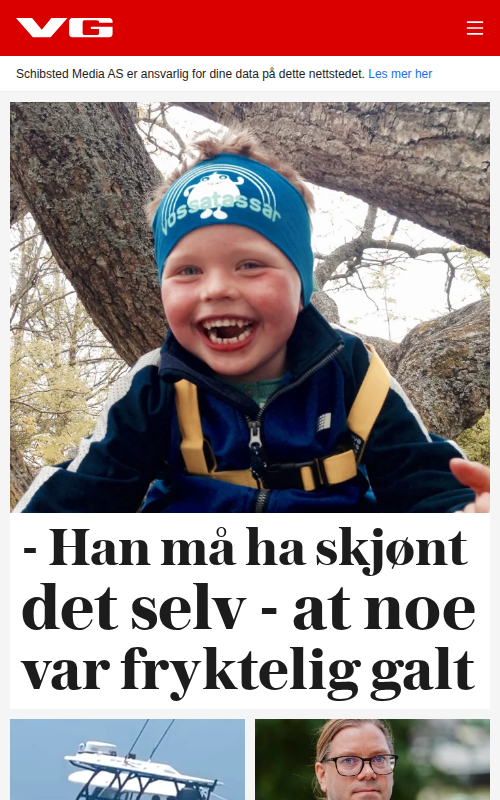 VG
Schibsted Media AS er ansvarlig for dine data på dette nettstedet. Les mer her
Vossatassar
- Han må ha skjønt
det selv - at noe
var fryktelig galt